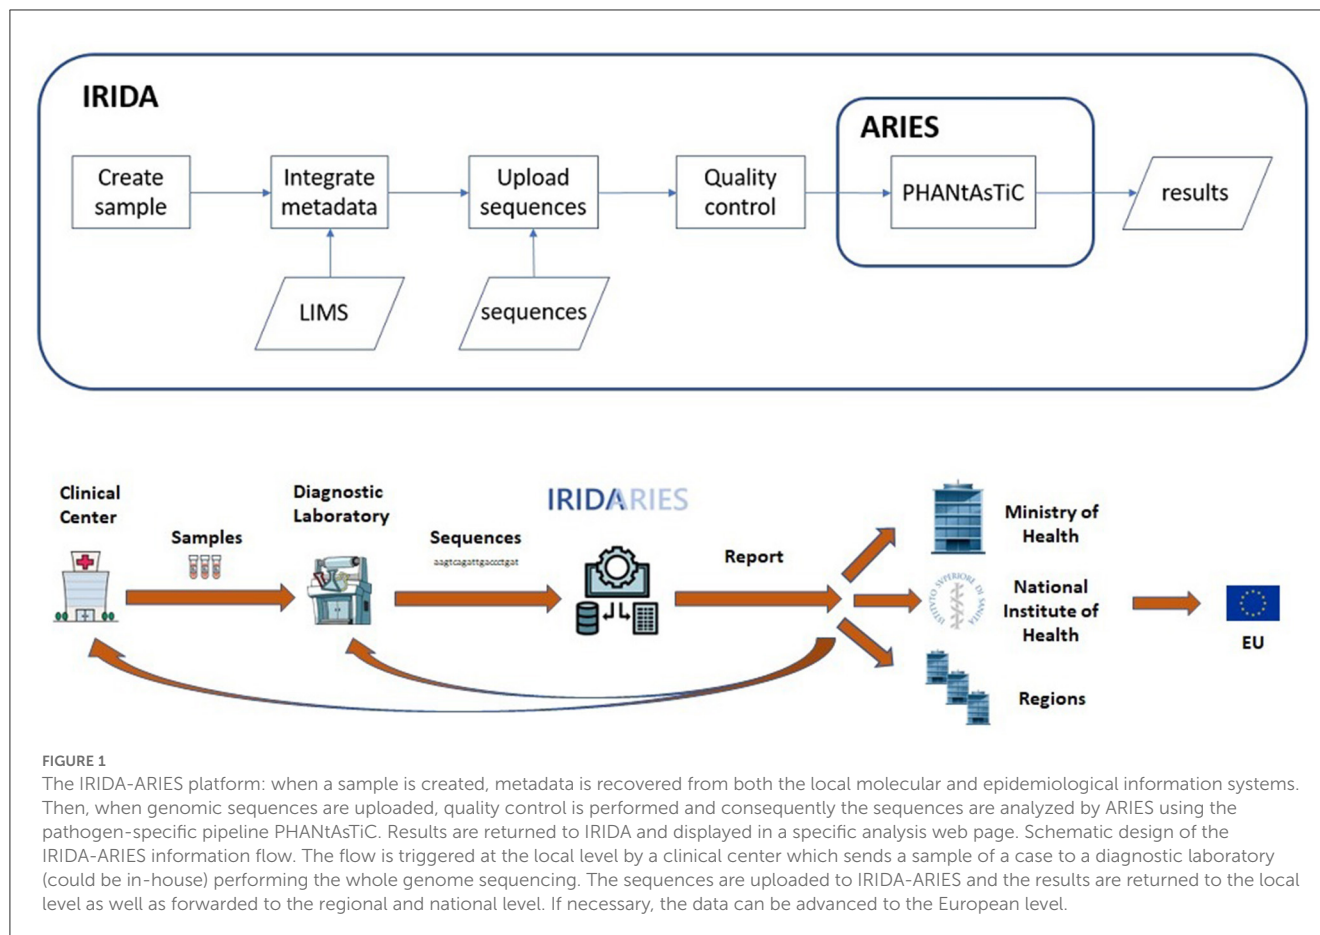 IRIDA
ARIES
Create
sample
Integrate
metadata
Upload
sequences
Quality
control
PHANtAsTiC
results
LIMS
sequences
Clinical
Center
Samples
Diagnostic
Laboratory
Sequences
aagtcagattgaccctgat
IRIDAARIES
Report
Ministry of
Health
ISTITVTO SVPERIORE DI SANITA
National
Institute of
Health
Regions
EU
FIGURE 1
The IRIDA-ARIES platform: when a sample is created, metadata is recovered from both the local molecular and epidemiological information systems.
Then, when genomic sequences are uploaded, quality control is performed and consequently the sequences are analyzed by ARIES using the
pathogen-specific pipeline PHANtAsTiC. Results are returned to IRIDA and displayed in a specific analysis web page. Schematic design of the
IRIDA-ARIES information flow. The flow is triggered at the local level by a clinical center which sends a sample of a case to a diagnostic laboratory
(could be in-house) performing the whole genome sequencing. The sequences are uploaded to IRIDA-ARIES and the results are returned to the local
level as well as forwarded to the regional and national level. If necessary, the data can be advanced to the European level.